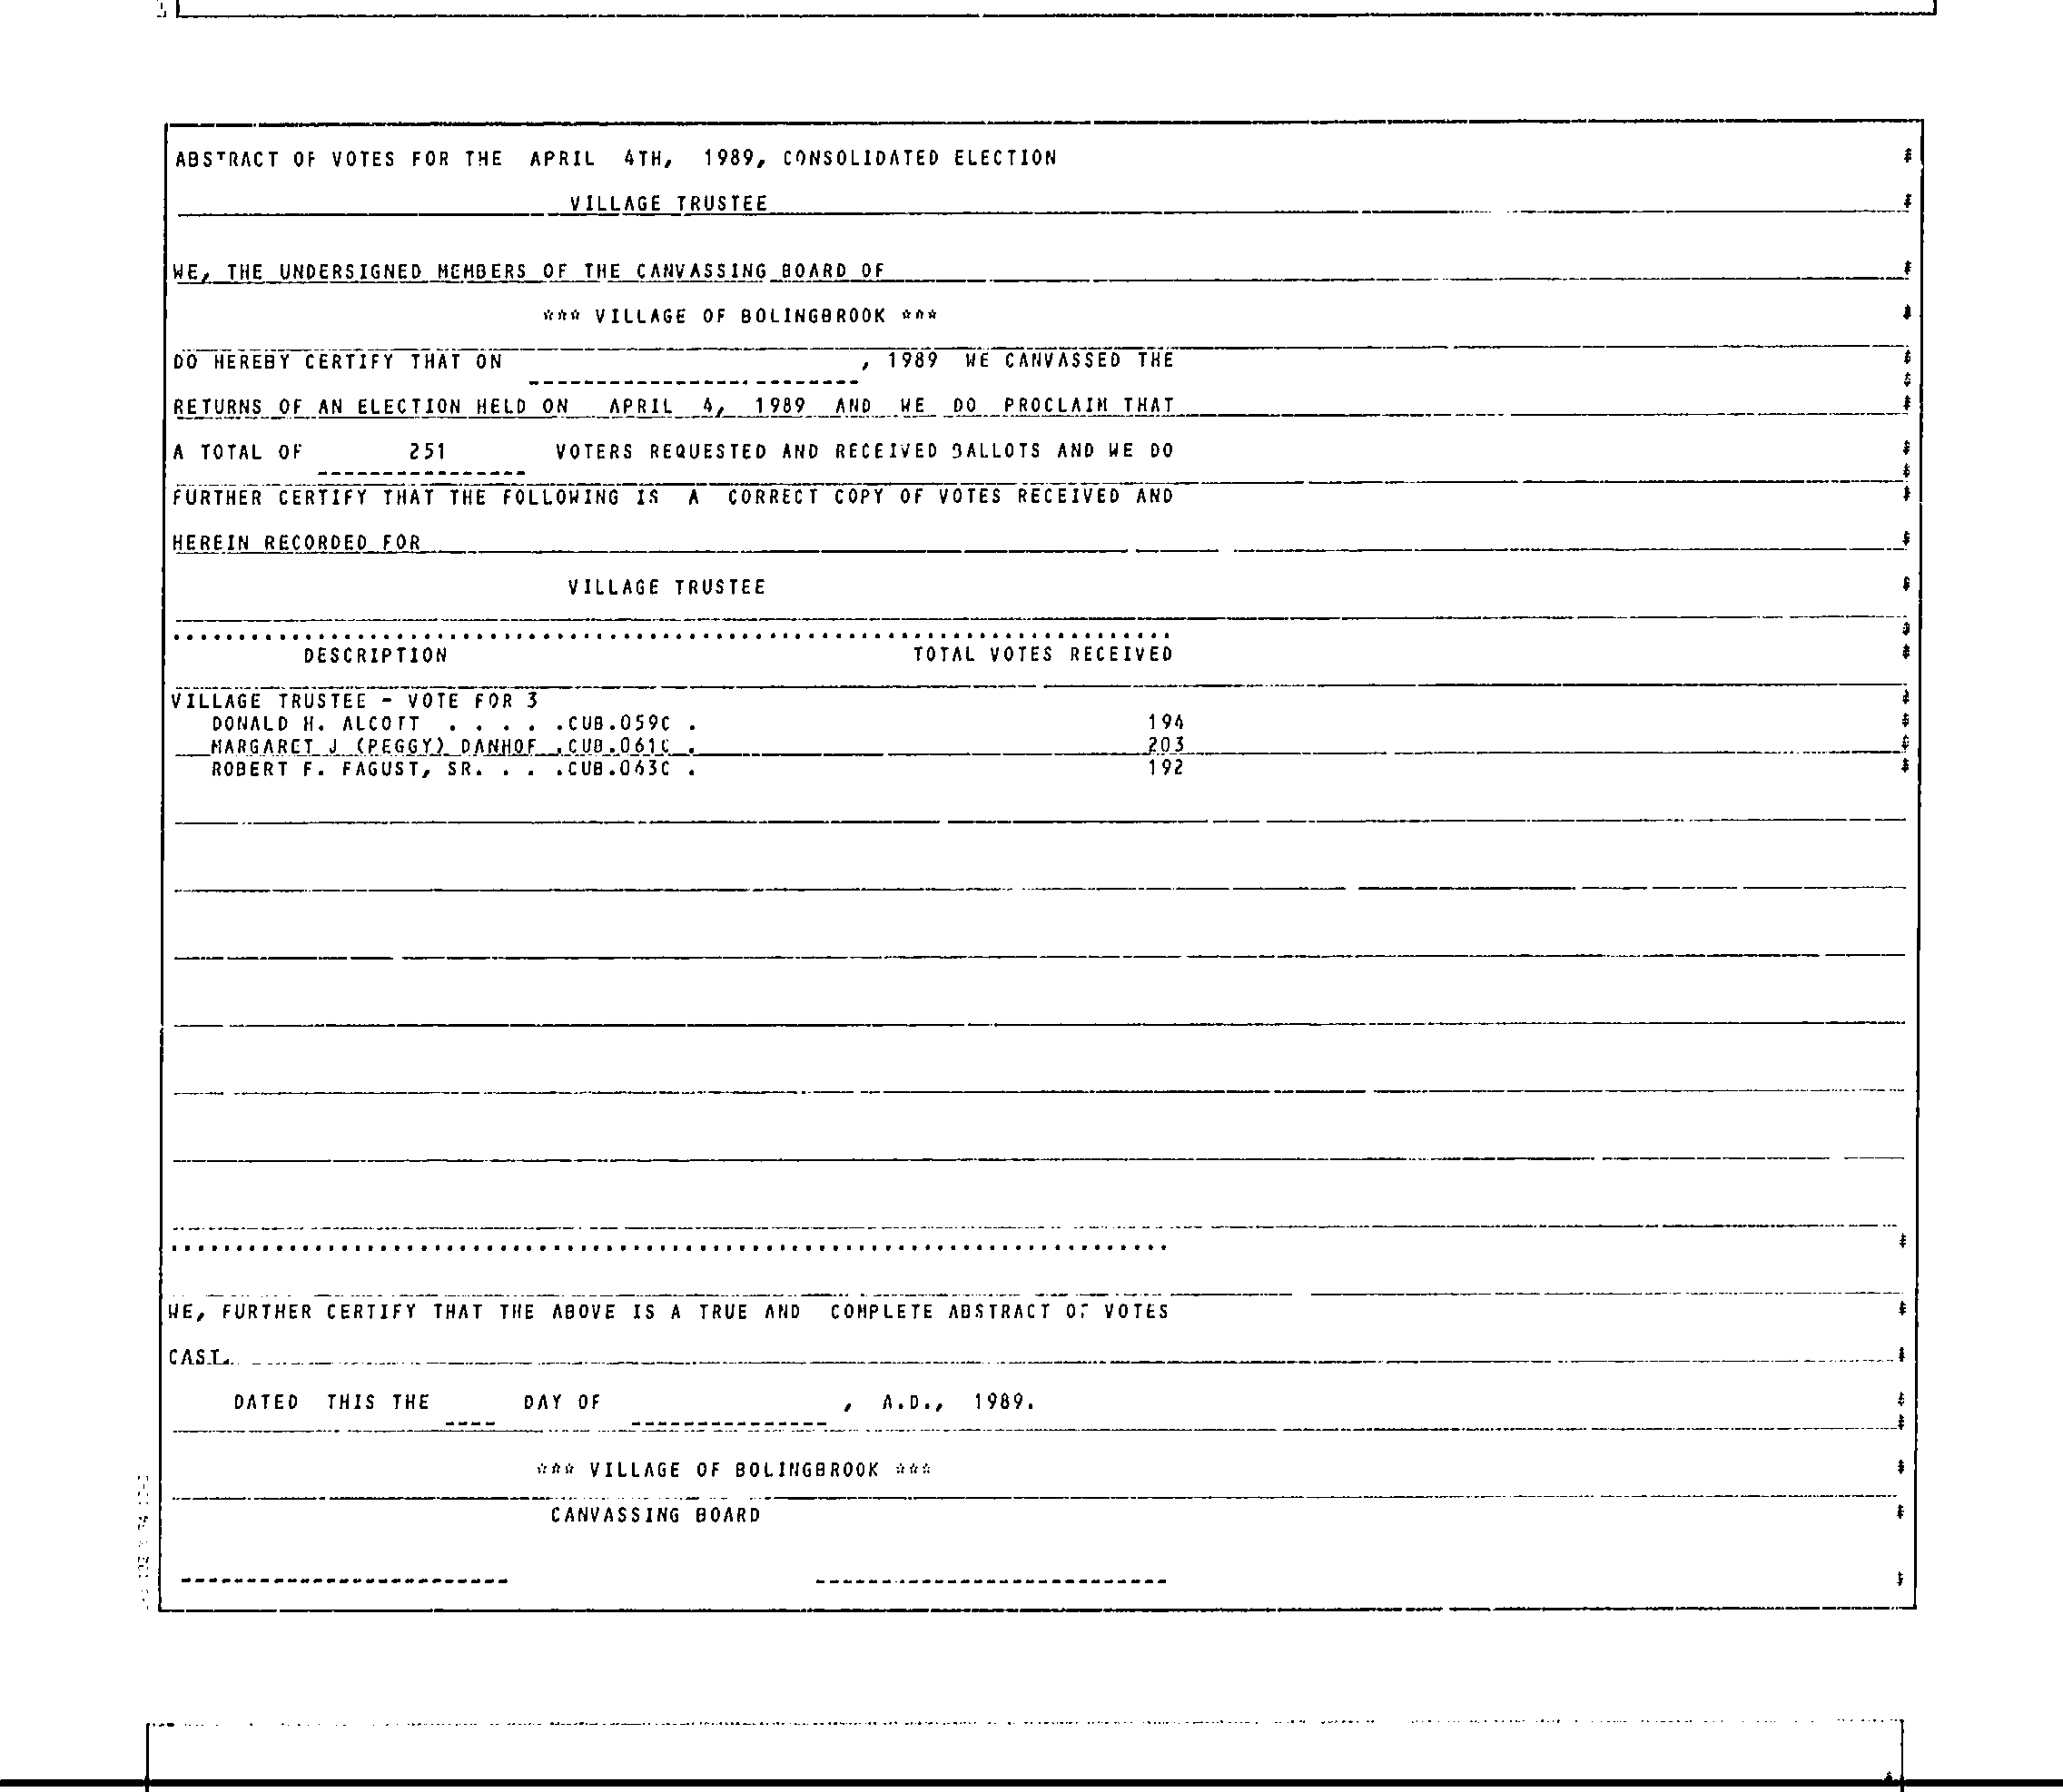 ABSTRACT OF VOTES FOR THE APRIL 4TH, 1989, CONSOLIDATED ELECTION
VILLAGE TRUSTEE
WE, THE UNDERSIGNED MEMBERS OF THE CANVASSING BOARD OF
*** VILLAGE OF BOLINGBROOK ***
DO HEREBY CERTIFY THAT ON , 1989 WE CANVASSED THE
RETURNS OF AN ELECTION HELD ON APRIL 4, 1989 AND WE DO PROCLAIM THAT
A TOTAL OF 251 VOTERS REQUESTED AND RECEIVED BALLOTS AND WE DO
FURTHER CERTIFY THAT THE FOLLOWING IS A CORRECT COPY OF VOTES RECEIVED AND
HEREIN RECORDED FOR
VILLAGE TRUSTEE
DESCRIPTION TOTAL VOTES RECEIVED
VILLAGE TRUSTEE - VOTE FOR 3
DONALD H. ALCOTT . . . . .CUB.059C . 194
MARGARET J (PEGGY) DANHOF .CUB.061C . 203
ROBERT F. FAGUST, SR. . . .CUB.063C . 192
WE, FURTHER CERTIFY THAT THE ABOVE IS A TRUE AND COMPLETE ABSTRACT OF VOTES
CAST.
DATED THIS THE ---- DAY OF --------------- , A.D., 1989.
*** VILLAGE OF BOLINGBROOK ***
CANVASSING BOARD